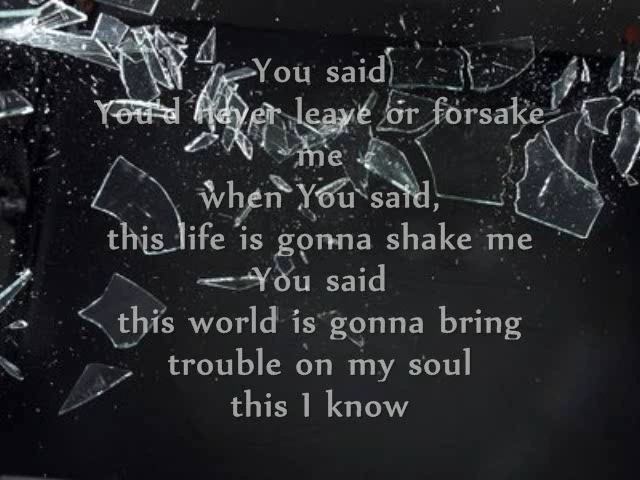 You said
You'd never leave or forsake
me
when You said,
this life is gonna shake me
You said
this world is gonna bring
trouble on my soul
this I know